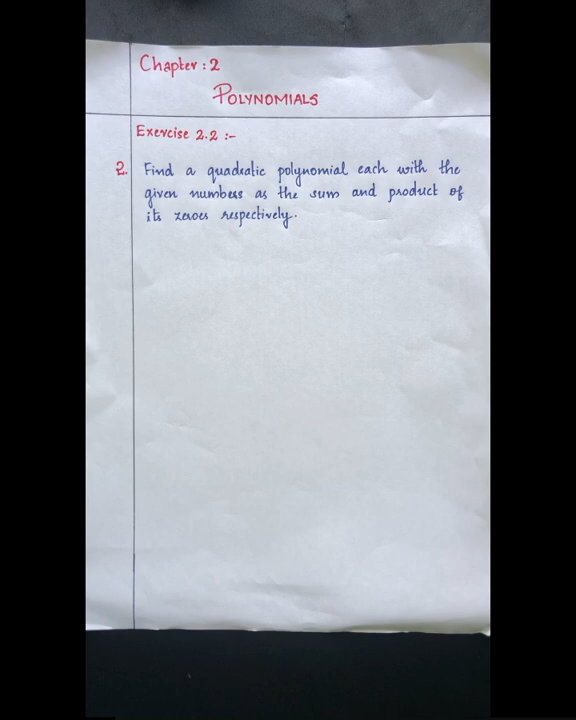 Chapter : 2
POLYNOMIALS
Exercise 2.2 :-
2. Find a quadratic polynomial each with the
given numbers as the sum and product of
its zeroes respectively.